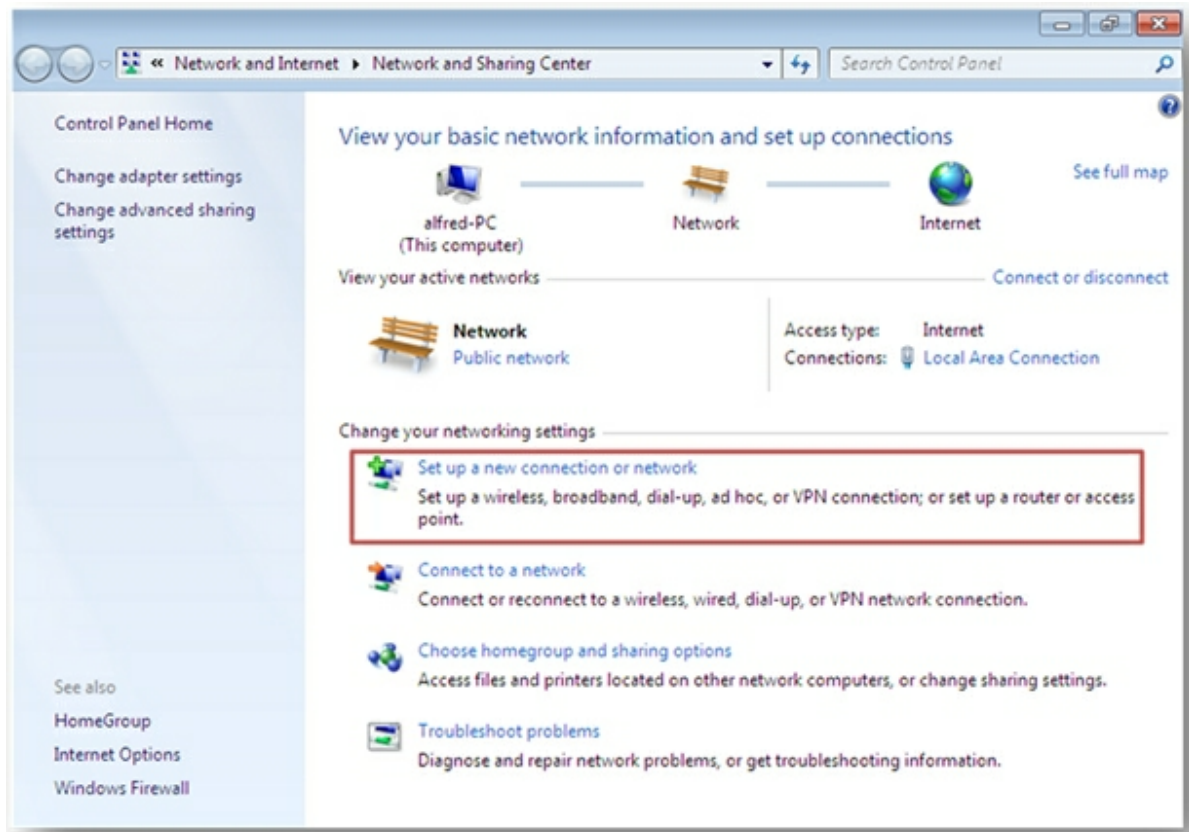 « Network and Internet ▸ Network and Sharing Center
Search Control Panel
Control Panel Home
Change adapter settings
Change advanced sharing
settings
See also
HomeGroup
Internet Options
Windows Firewall
View your basic network information and set up connections
See full map
alfred-PC
(This computer)
Network
Internet
View your active networks
Connect or disconnect
Network
Public network
Access type: Internet
Connections: Local Area Connection
Change your networking settings
Set up a new connection or network
Set up a wireless, broadband, dial-up, ad hoc, or VPN connection; or set up a router or access
point.
Connect to a network
Connect or reconnect to a wireless, wired, dial-up, or VPN network connection.
Choose homegroup and sharing options
Access files and printers located on other network computers, or change sharing settings.
Troubleshoot problems
Diagnose and repair network problems, or get troubleshooting information.